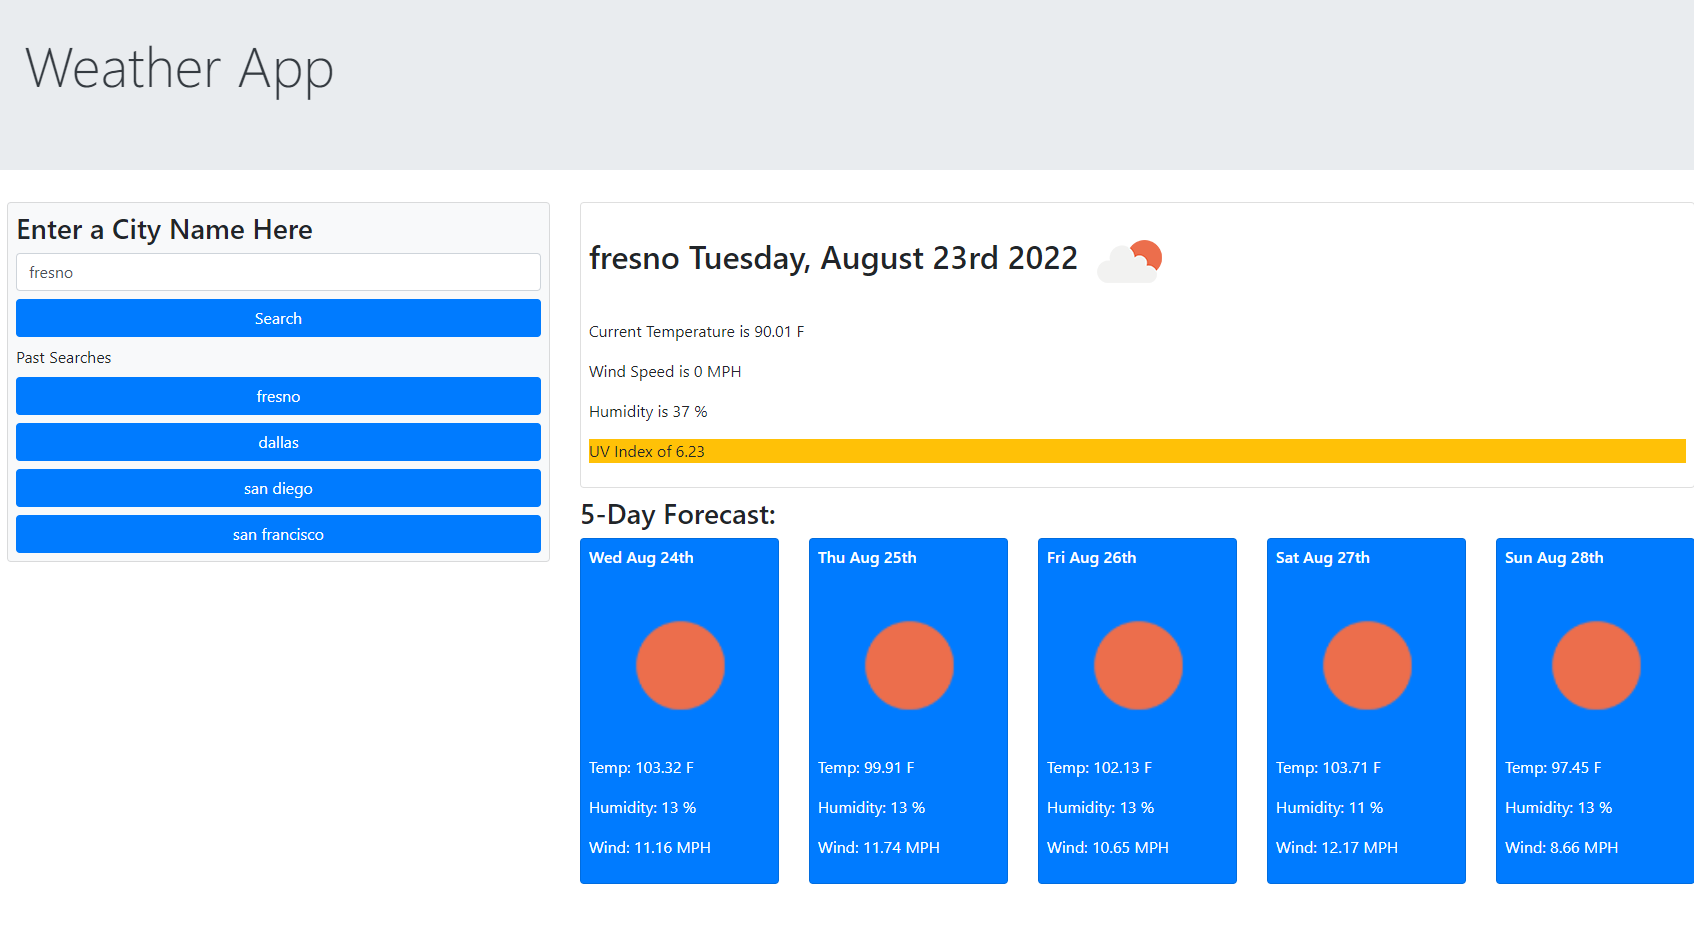 Weather App
Enter a City Name Here
fresno
Search
Past Searches
fresno
dallas
san diego
san francisco
fresno Tuesday, August 23rd 2022
Current Temperature is 90.01 F
Wind Speed is 0 MPH
Humidity is 37 %
UV Index of 6.23
5-Day Forecast:
Wed Aug 24th
Temp: 103.32 F
Humidity: 13 %
Wind: 11.16 MPH
Thu Aug 25th
Temp: 99.91 F
Humidity: 13 %
Wind: 11.74 MPH
Fri Aug 26th
Temp: 102.13 F
Humidity: 13 %
Wind: 10.65 MPH
Sat Aug 27th
Temp: 103.71 F
Humidity: 11 %
Wind: 12.17 MPH
Sun Aug 28th
Temp: 97.45 F
Humidity: 13 %
Wind: 8.66 MPH